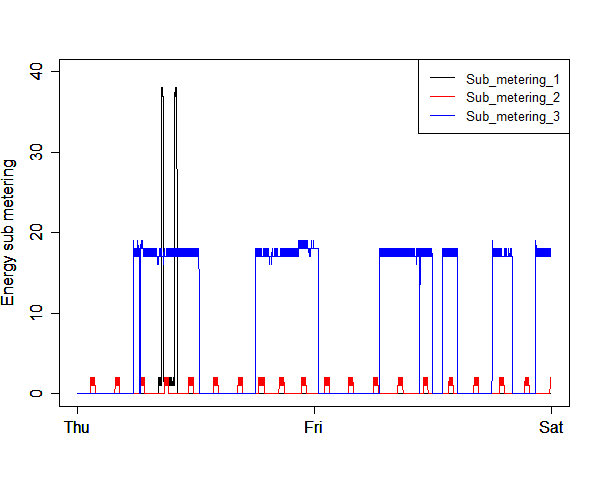 40
Sub_metering_1
Sub_metering_2
Sub_metering_3
30
20
10
0
Energy sub metering
Thu
Fri
Sat